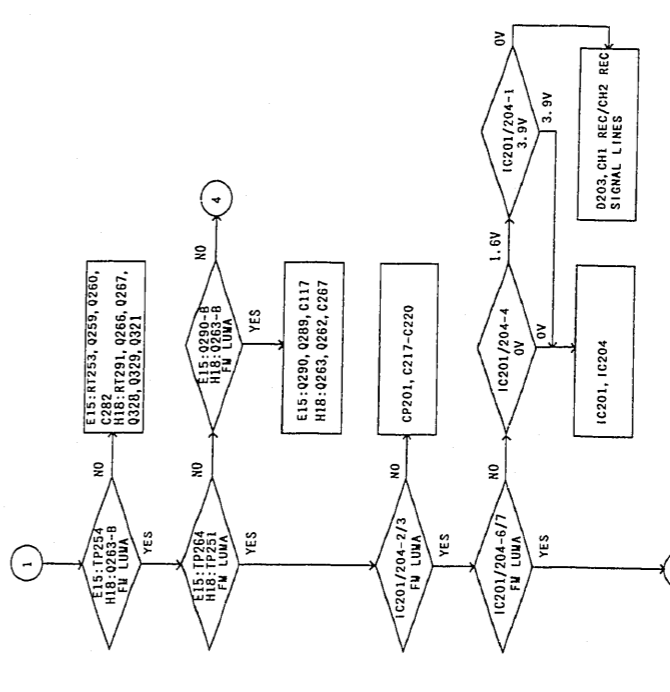 1
E15:TP254
H18:Q263-B
FM LUMA
NO
E15:RT253, Q259, Q260,
C282
H18:RT291, Q266, Q267,
Q328, Q329, Q321
YES
E15:TP264
H18:TP251
FM LUMA
NO
E15:Q290-B
H18:Q263-B
FM LUMA
NO
4
YES
E15:Q290, Q289, C117
H18:Q263, Q262, C267
YES
IC201/204-2/3
FM LUMA
NO
CP201, C217-C220
YES
IC201/204-6/7
FM LUMA
NO
IC201/204-4
0V
1.6V
IC201/204-1
3.9V
0V
0V
3.9V
IC201, IC204
D203, CH1 REC/CH2 REC
SIGNAL LINES
YES